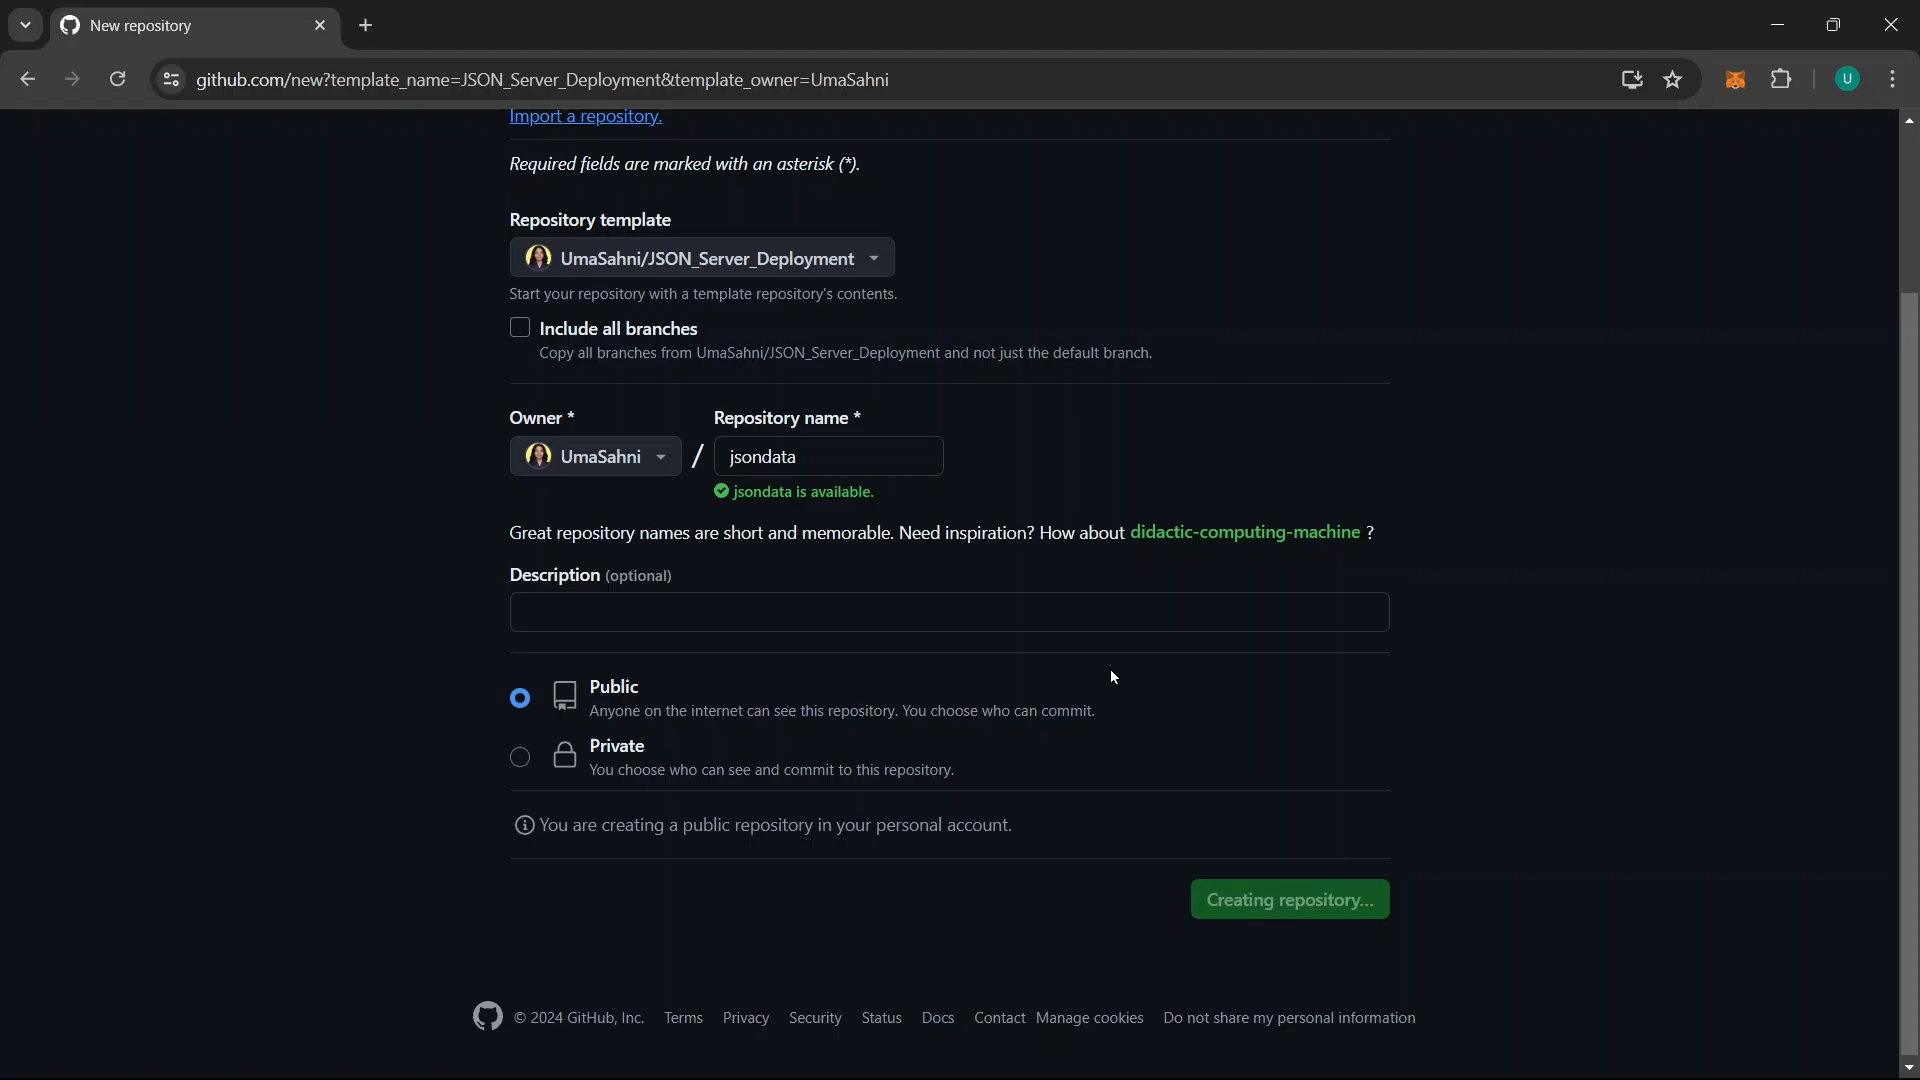 New repository
github.com/new?template_name=JSON_Server_Deployment&template_owner=UmaSahni
U
Import a repository.
Required fields are marked with an asterisk (*).
Repository template
UmaSahni/JSON_Server_Deployment
Start your repository with a template repository's contents.
Include all branches
Copy all branches from UmaSahni/JSON_Server_Deployment and not just the default branch.
Owner * Repository name *
UmaSahni / jsondata
jsondata is available.
Great repository names are short and memorable. Need inspiration? How about didactic-computing-machine ?
Description (optional)
Public
Anyone on the internet can see this repository. You choose who can commit.
Private
You choose who can see and commit to this repository.
You are creating a public repository in your personal account.
Creating repository...
© 2024 GitHub, Inc. Terms Privacy Security Status Docs Contact Manage cookies Do not share my personal information